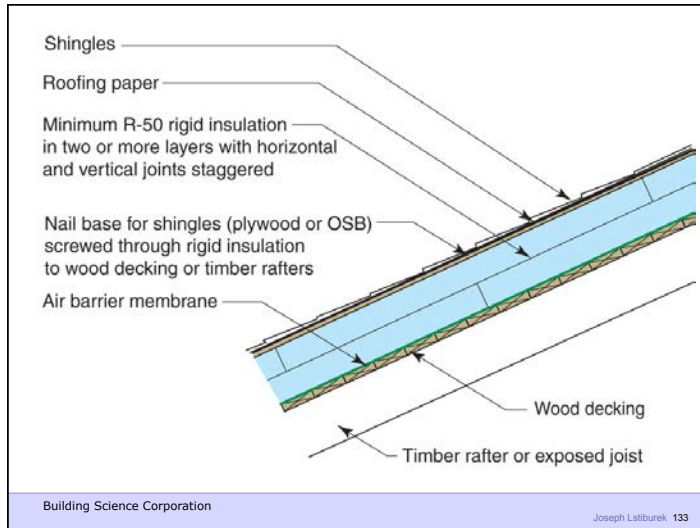 Shingles
Roofing paper
Minimum R-50 rigid insulation
in two or more layers with horizontal
and vertical joints staggered
Nail base for shingles (plywood or OSB)
screwed through rigid insulation
to wood decking or timber rafters
Air barrier membrane
Wood decking
Timber rafter or exposed joist
Building Science Corporation
Joseph Lstiburek 133